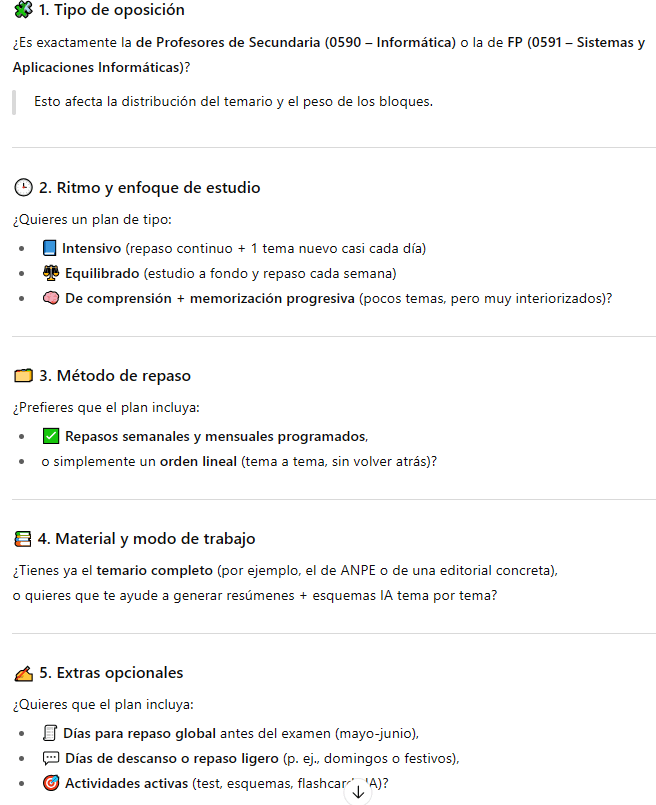 🧩 1. Tipo de oposición
¿Es exactamente la de Profesores de Secundaria (0590 – Informática) o la de FP (0591 – Sistemas y
Aplicaciones Informáticas)?
Esto afecta la distribución del temario y el peso de los bloques.
🕒 2. Ritmo y enfoque de estudio
¿Quieres un plan de tipo:
• 📘 Intensivo (repaso continuo + 1 tema nuevo casi cada día)
• ⚖️ Equilibrado (estudio a fondo y repaso cada semana)
• 🧠 De comprensión + memorización progresiva (pocos temas, pero muy interiorizados)?
🗂️ 3. Método de repaso
¿Prefieres que el plan incluya:
• ✅ Repasos semanales y mensuales programados,
• o simplemente un orden lineal (tema a tema, sin volver atrás)?
📚 4. Material y modo de trabajo
¿Tienes ya el temario completo (por ejemplo, el de ANPE o de una editorial concreta),
o quieres que te ayude a generar resúmenes + esquemas IA tema por tema?
✍️ 5. Extras opcionales
¿Quieres que el plan incluya:
• 🧾 Días para repaso global antes del examen (mayo-junio),
• 💬 Días de descanso o repaso ligero (p. ej., domingos o festivos),
• 🎯 Actividades activas (test, esquemas, IA)?